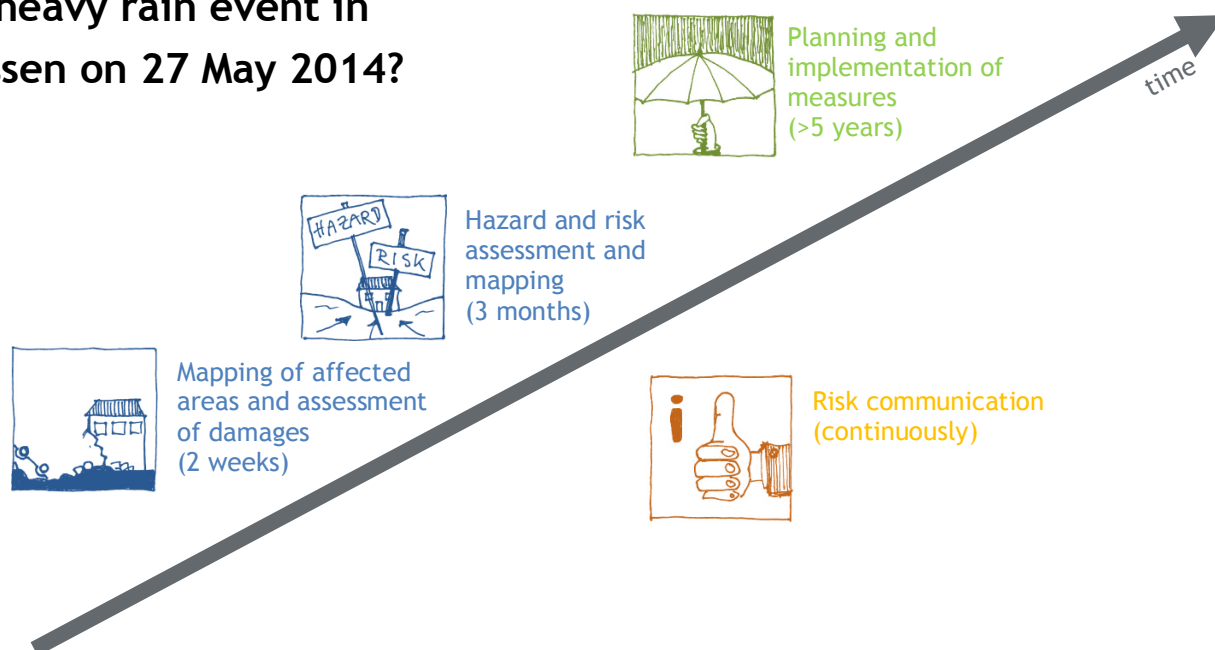 heavy rain event in
ssen on 27 May 2014?
Planning and
implementation of
measures
(>5 years)
time
HAZARD
RISK
Hazard and risk
assessment and
mapping
(3 months)
Mapping of affected
areas and assessment
of damages
(2 weeks)
i
Risk communication
(continuously)